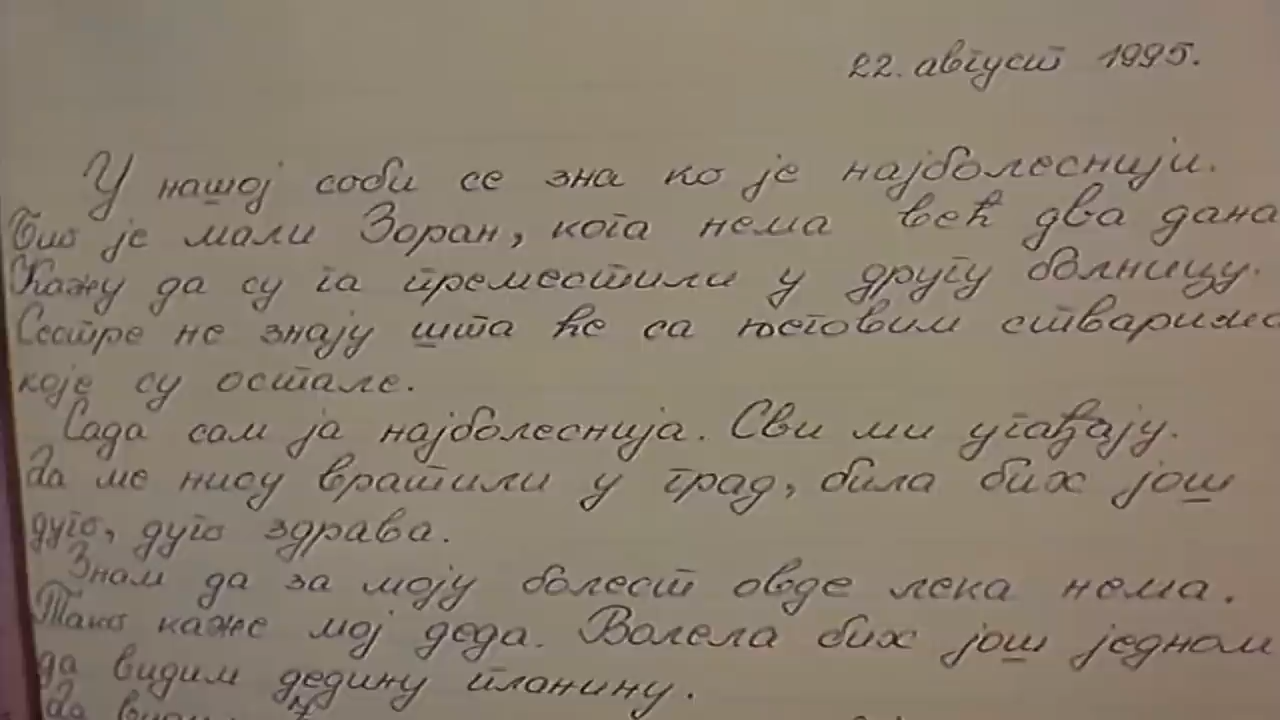 22. август 1995.
У нашој соби се зна ко је најболеснији.
Био је мали Зоран, кога нема већ два дана
Кажу да су га преместили у другу болницу.
Сестре не знају шта ће са његовим стварима
које су остале.
Сада сам ја најболеснија. Сви ми угађају.
Да ме нису вратили у град, била бих још
дуго, дуго здрава.
Знам да за моју болест овде лека нема.
Тако каже мој деда. Волела бих још једном
да видим дедину планину.
Да